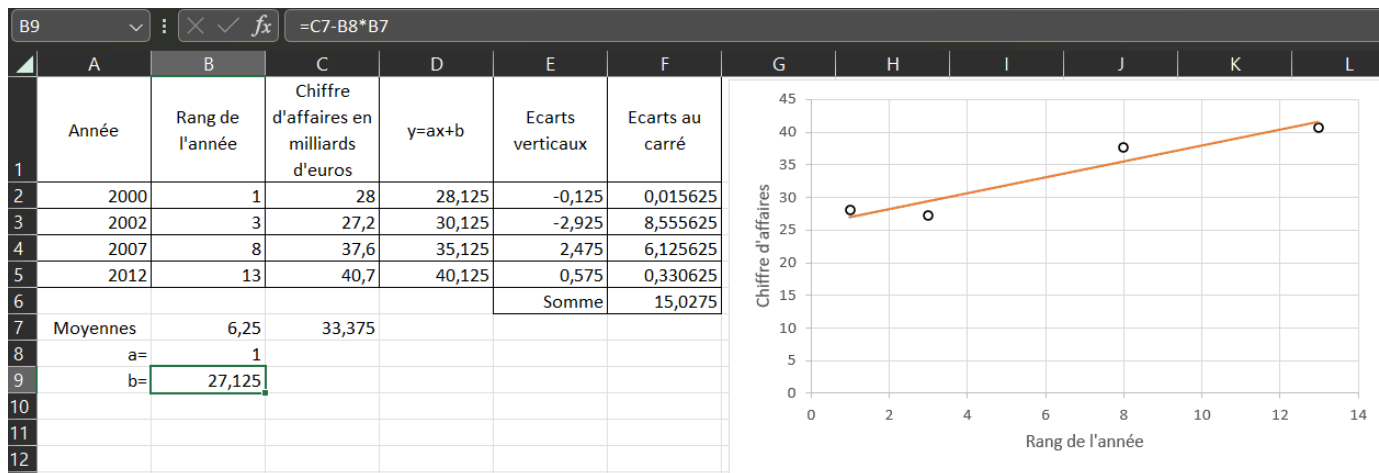 B9 fx =C7-B8*B7
A B C D E F G H I J K L
1 Année Rang de l'année Chiffre d'affaires en milliards d'euros y=ax+b Ecarts verticaux Ecarts au carré
2 2000 1 28 28,125 -0,125 0,015625
3 2002 3 27,2 30,125 -2,925 8,555625
4 2007 8 37,6 35,125 2,475 6,125625
5 2012 13 40,7 40,125 0,575 0,330625
6 Somme 15,0275
7 Moyennes 6,25 33,375
8 a= 1
9 b= 27,125
10
11
12
Chiffre d'affaires
45
40
35
30
25
20
15
10
5
0
0 2 4 6 8 10 12 14
Rang de l'année